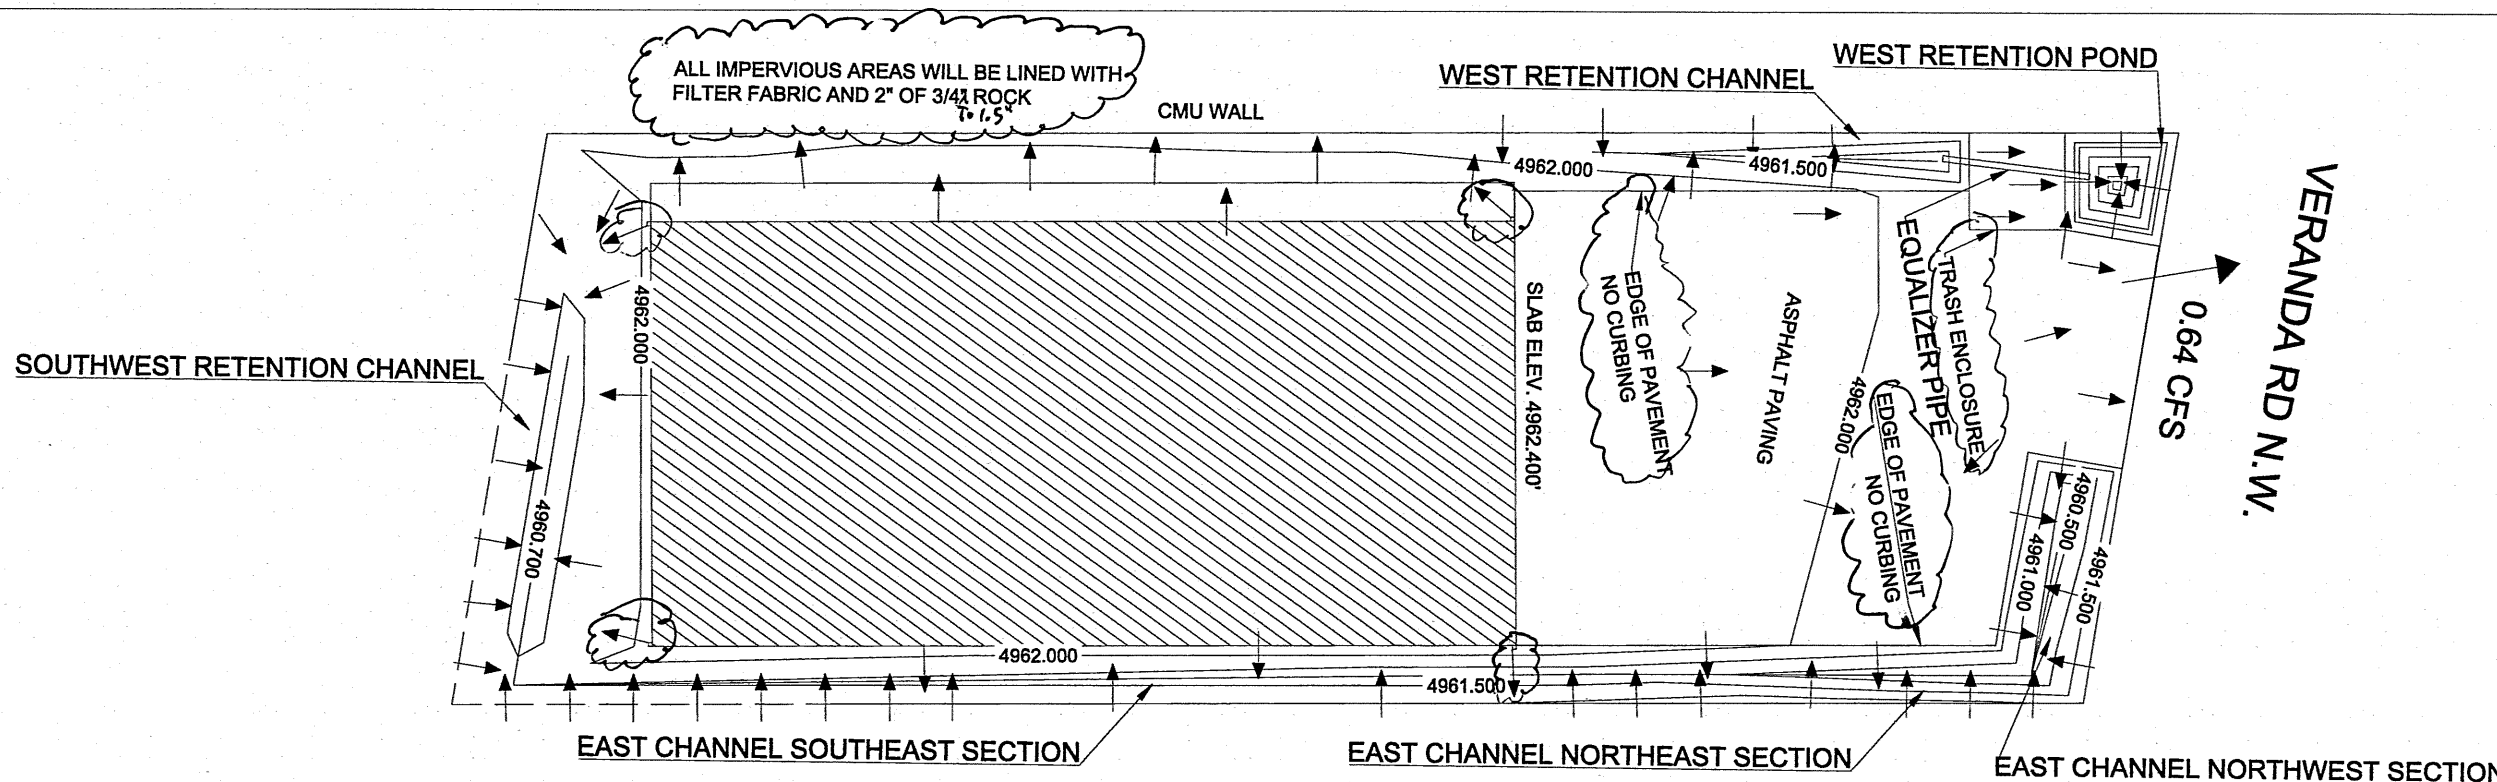 ALL IMPERVIOUS AREAS WILL BE LINED WITH
FILTER FABRIC AND 2" OF 3/4 ROCK
To 1.5"
CMU WALL
WEST RETENTION CHANNEL
WEST RETENTION POND
4962.000
4961.500
VERANDA RD N.W.
0.64 CFS
EQUALIZER PIPE
TRASH ENCLOSURE
EDGE OF PAVEMENT
NO CURBING
ASPHALT PAVING
4962.000
EDGE OF PAVEMENT
NO CURBING
SLAB ELEV. 4962.400'
4962.000
SOUTHWEST RETENTION CHANNEL
4960.700
4960.500
4961.000
4961.500
4962.000
4961.500
EAST CHANNEL SOUTHEAST SECTION
EAST CHANNEL NORTHEAST SECTION
EAST CHANNEL NORTHWEST SECTION